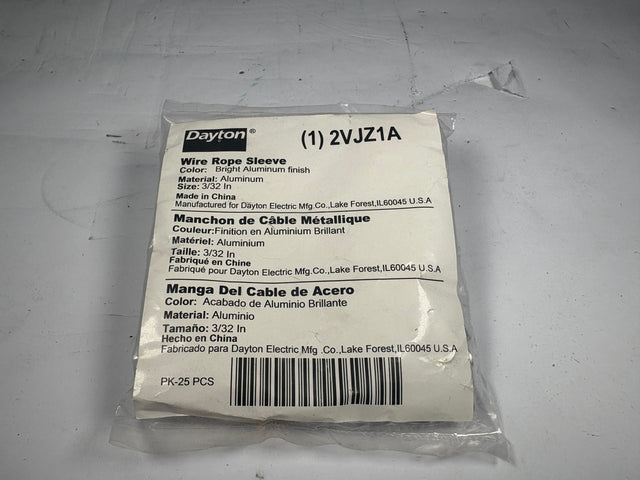 Dayton®
(1) 2VJZ1A
Wire Rope Sleeve
Color: Bright Aluminum finish
Material: Aluminum
Size: 3/32 In
Made in China
Manufactured for Dayton Electric Mfg.Co.,Lake Forest,IL60045 U.S.A
Manchon de Câble Métallique
Couleur:Finition en Aluminium Brillant
Matériel: Aluminium
Taille: 3/32 In
Fabriqué en Chine
Fabriqué pour Dayton Electric Mfg.Co.,Lake Forest,IL60045 U.S.A
Manga Del Cable de Acero
Color: Acabado de Aluminio Brillante
Material: Aluminio
Tamaño: 3/32 In
Hecho en China
Fabricado para Dayton Electric Mfg .Co.,Lake Forest,IL60045 U.S.A
PK-25 PCS